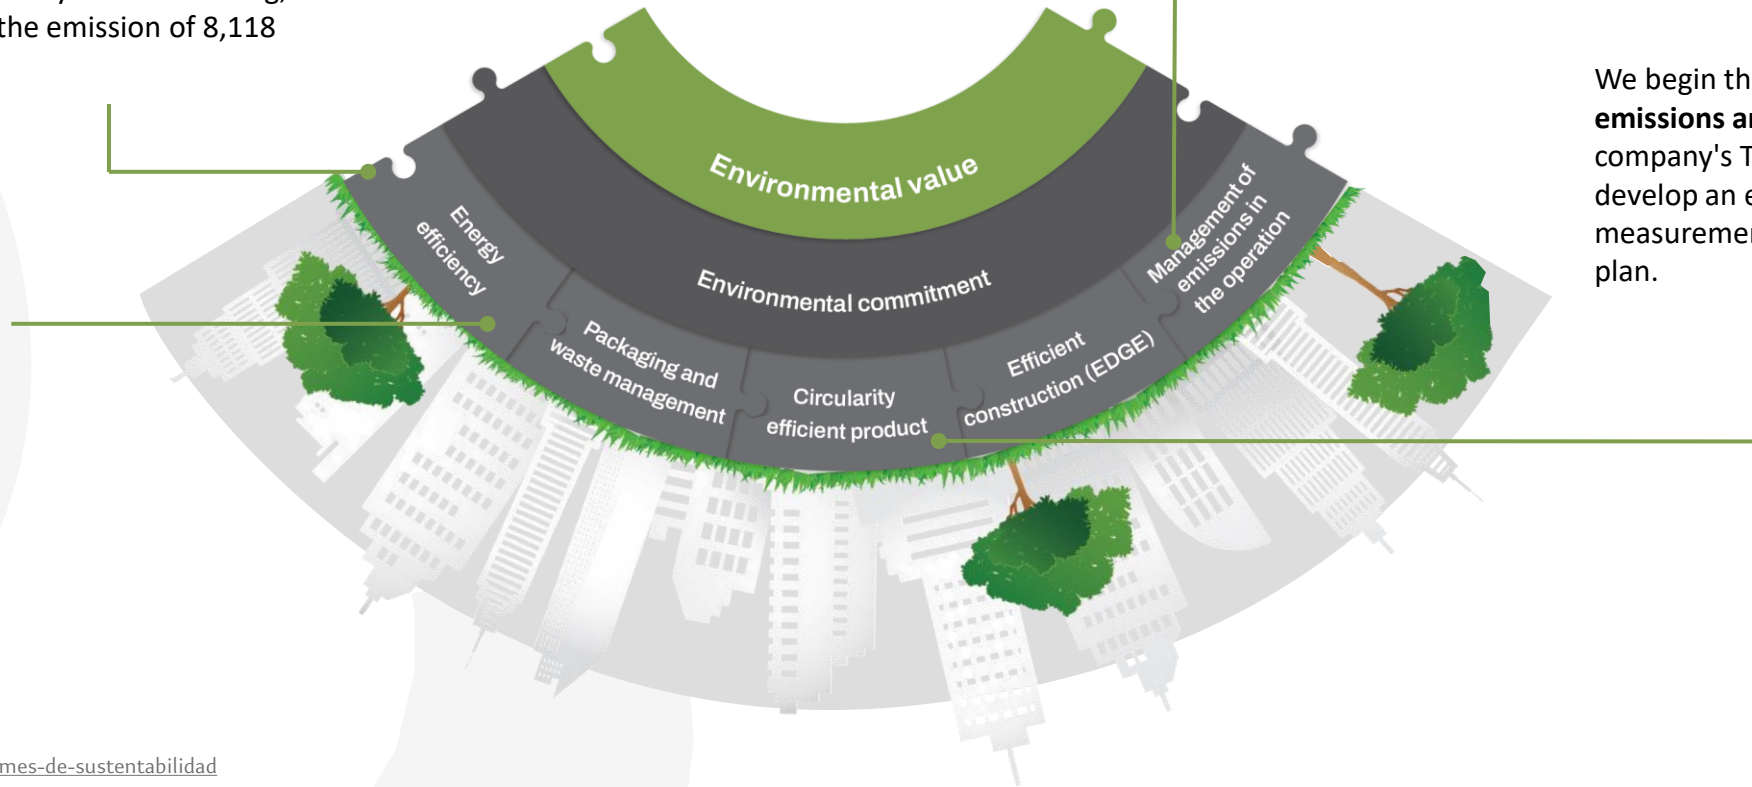 the emission of 8,118
We begin th
emissions a
company's T
develop an e
measuremen
plan.
Environmental value
Environmental commitment
Energy
efficiency
Packaging and
waste management
Circularity
efficient product
Efficient
construction (EDGE)
Management of
emissions in
the operation
mes-de-sustentabilidad